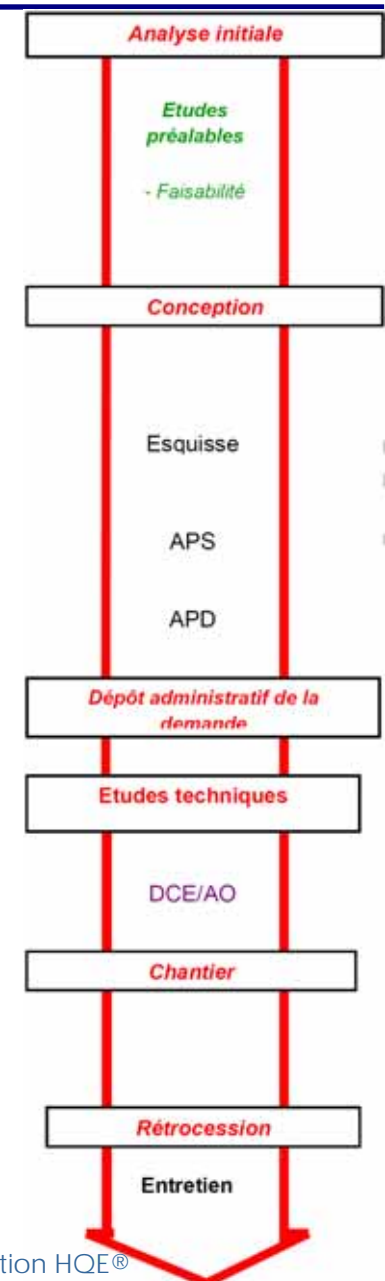 Analyse initiale
Etudes
préalables
- Faisabilité
Conception
Esquisse
APS
APD
Dépôt administratif de la
demande
Etudes techniques
DCE/AO
Chantier
Rétrocession
Entretien
tion HQE®